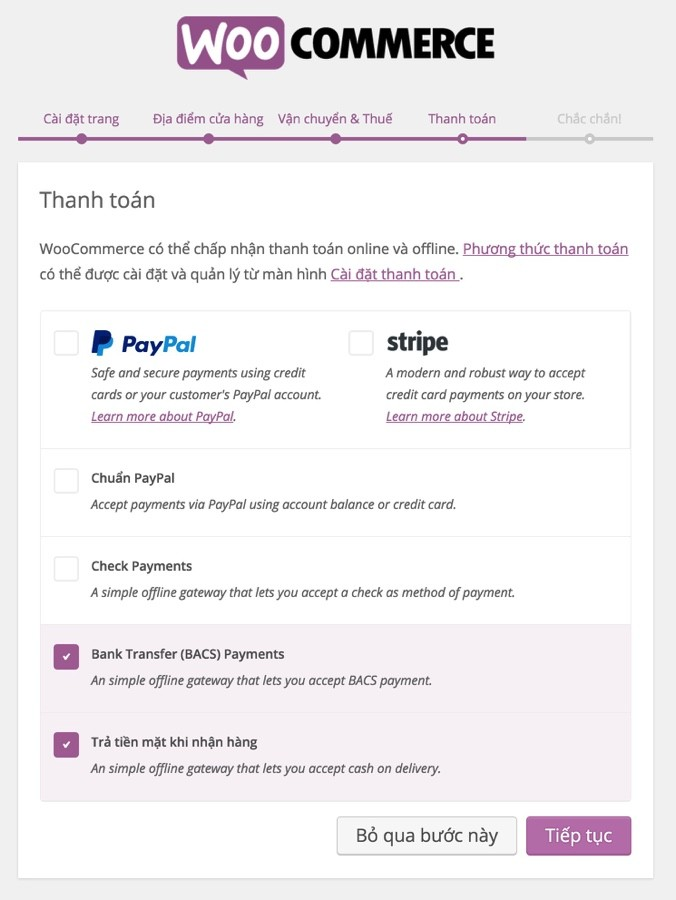 WOO COMMERCE
Cài đặt trang
Địa điểm cửa hàng
Vận chuyển & Thuế
Thanh toán
Chắc chắn!
Thanh toán
WooCommerce có thể chấp nhận thanh toán online và offline. Phương thức thanh toán
có thể được cài đặt và quản lý từ màn hình Cài đặt thanh toán .
PayPal
Safe and secure payments using credit
cards or your customer's PayPal account.
Learn more about PayPal.
stripe
A modern and robust way to accept
credit card payments on your store.
Learn more about Stripe.
Chuẩn PayPal
Accept payments via PayPal using account balance or credit card.
Check Payments
A simple offline gateway that lets you accept a check as method of payment.
Bank Transfer (BACS) Payments
An simple offline gateway that lets you accept BACS payment.
Trả tiền mặt khi nhận hàng
An simple offline gateway that lets you accept cash on delivery.
Bỏ qua bước này
Tiếp tục